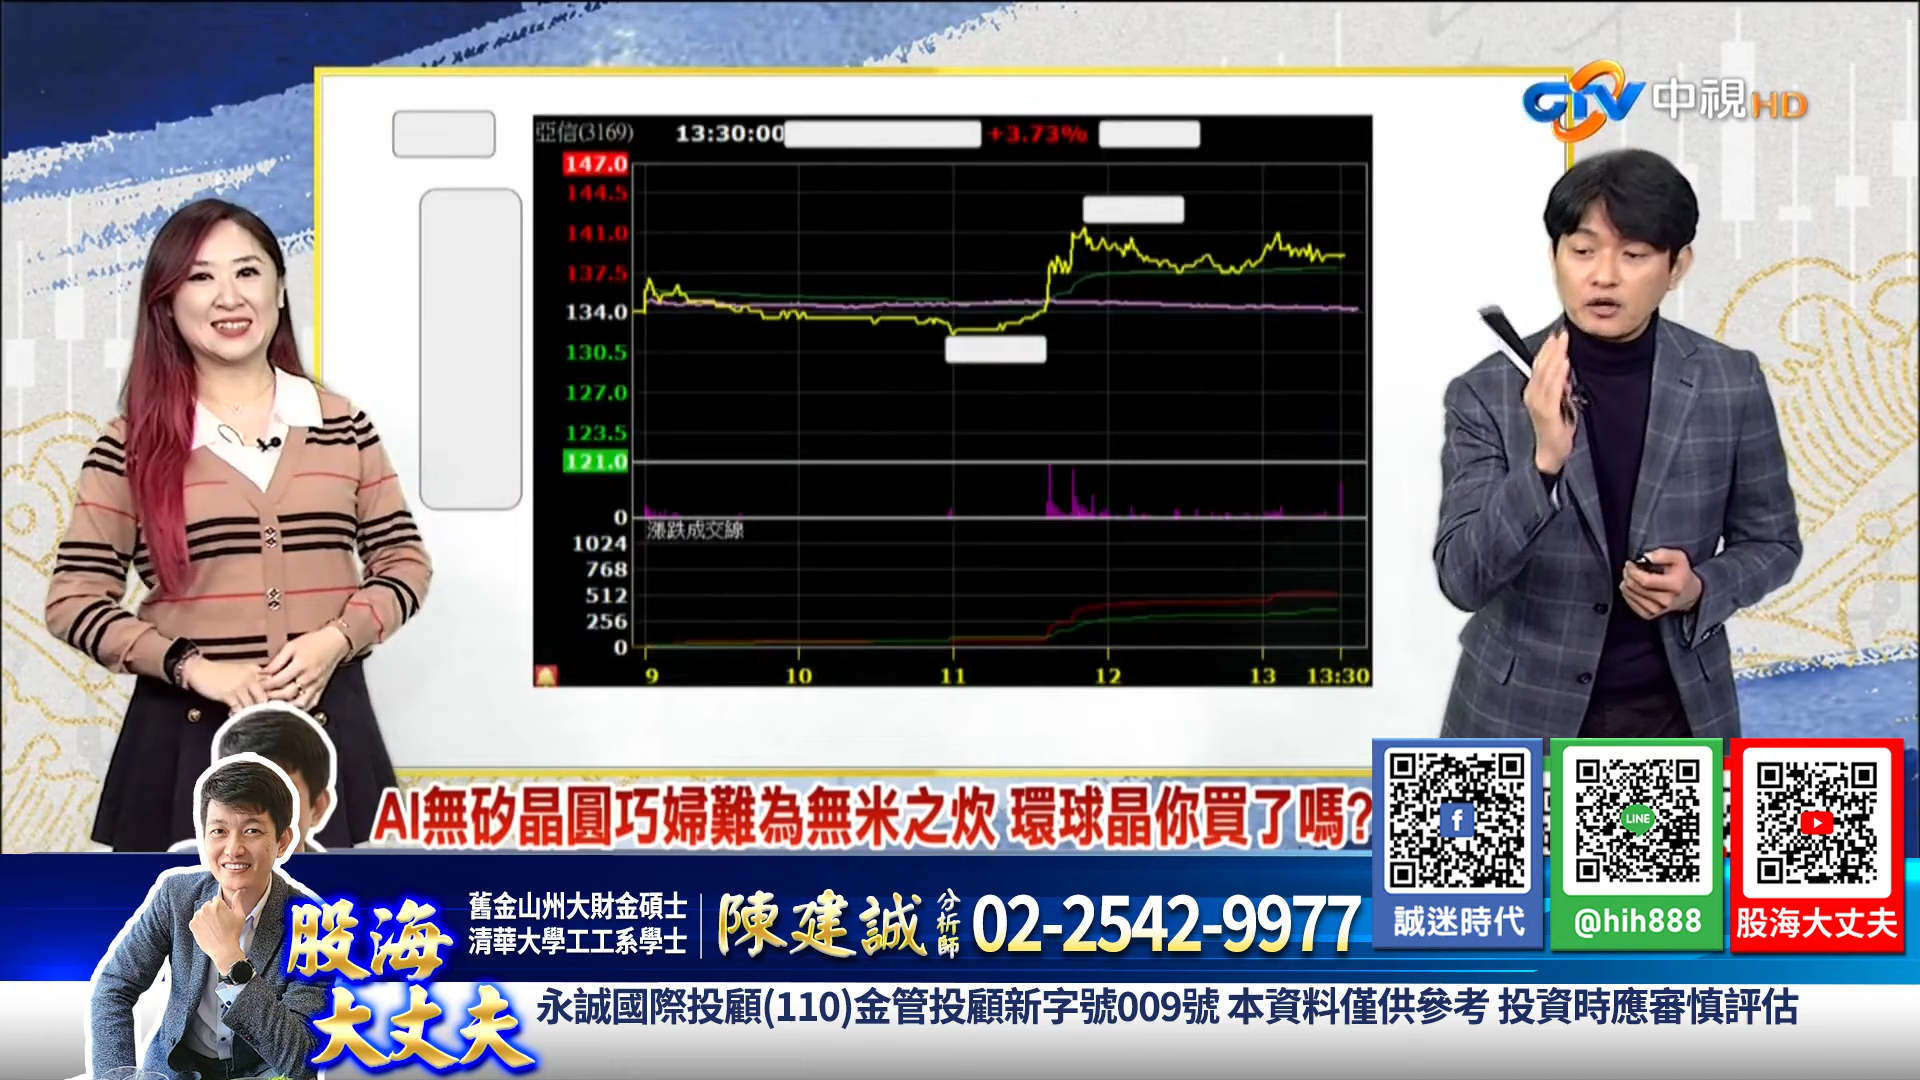 CTV 中視HD
亞信(3169) 13:30:00 +3.73%
147.0
144.5
141.0
137.5
134.0
130.5
127.0
123.5
121.0
0
漲跌成交線
1024
768
512
256
0
9 10 11 12 13 13:30
AI無矽晶圓巧婦難為無米之炊 環球晶你買了嗎?
股海大丈夫
舊金山州大財金碩士
清華大學工工系學士
陳建誠 分析師 02-2542-9977
f
誠迷時代
LINE
@hih888
股海大丈夫
永誠國際投顧(110)金管投顧新字號009號 本資料僅供參考 投資時應審慎評估